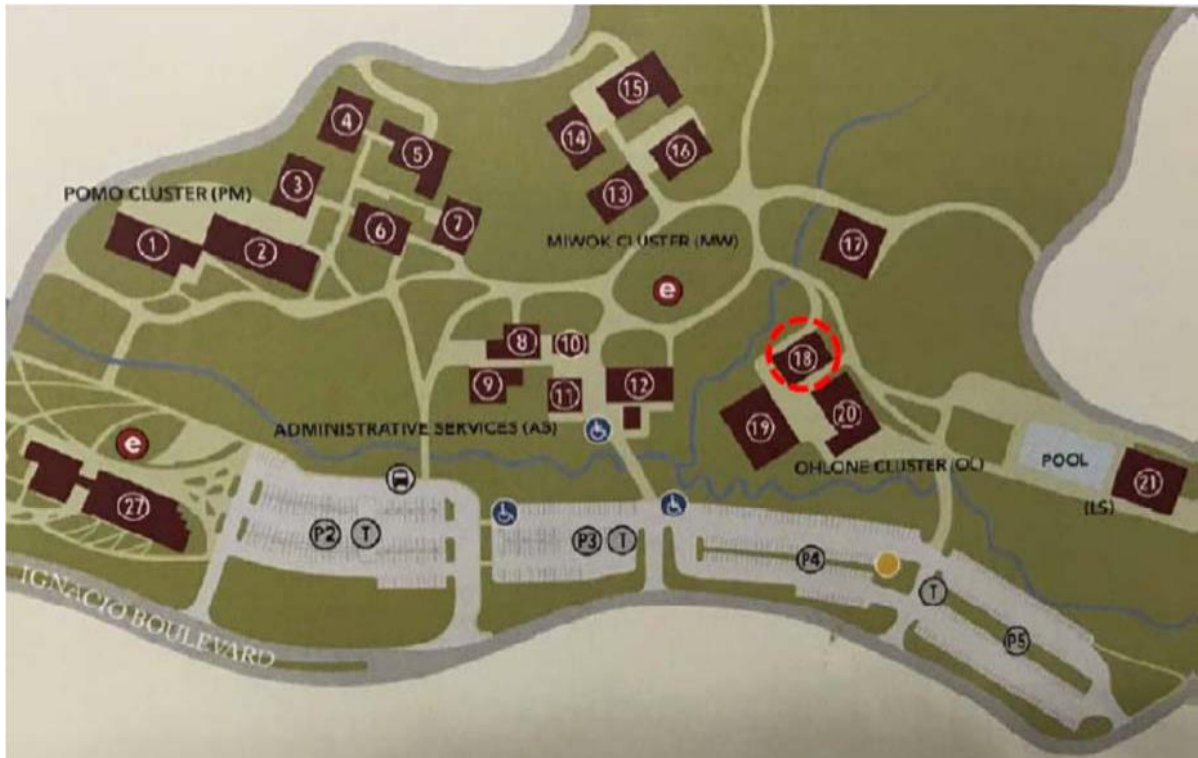 15
4
14
5
16
3
POMO CLUSTER (PM)
13
7
6
1
2
MIWOK CLUSTER (MW)
17
e
8
10
18
9
11
12
19
20
ADMINISTRATIVE SERVICES (AS)
e
OHLONE CLUSTER (OL)
POOL
21
(LS)
27
P2 T
P3 T
P4
T
P5
IGNACIO BOULEVARD